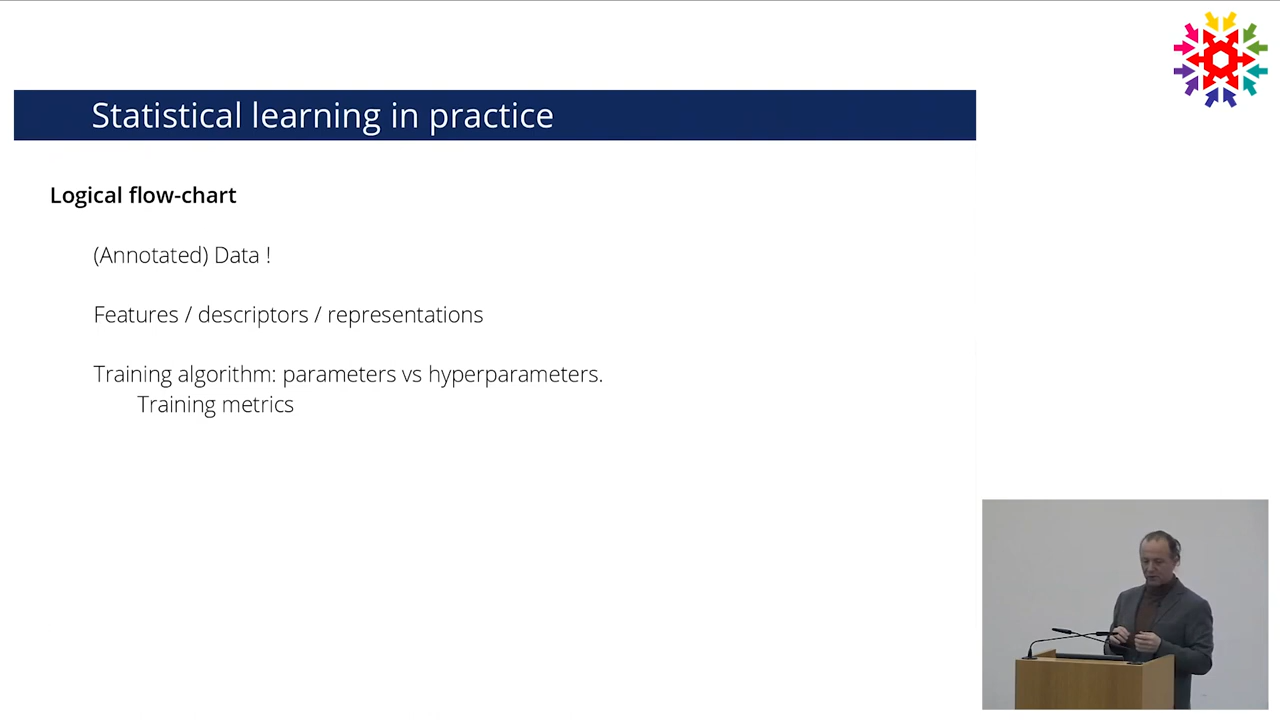 Statistical learning in practice
Logical flow-chart
(Annotated) Data !
Features / descriptors / representations
Training algorithm: parameters vs hyperparameters.
Training metrics